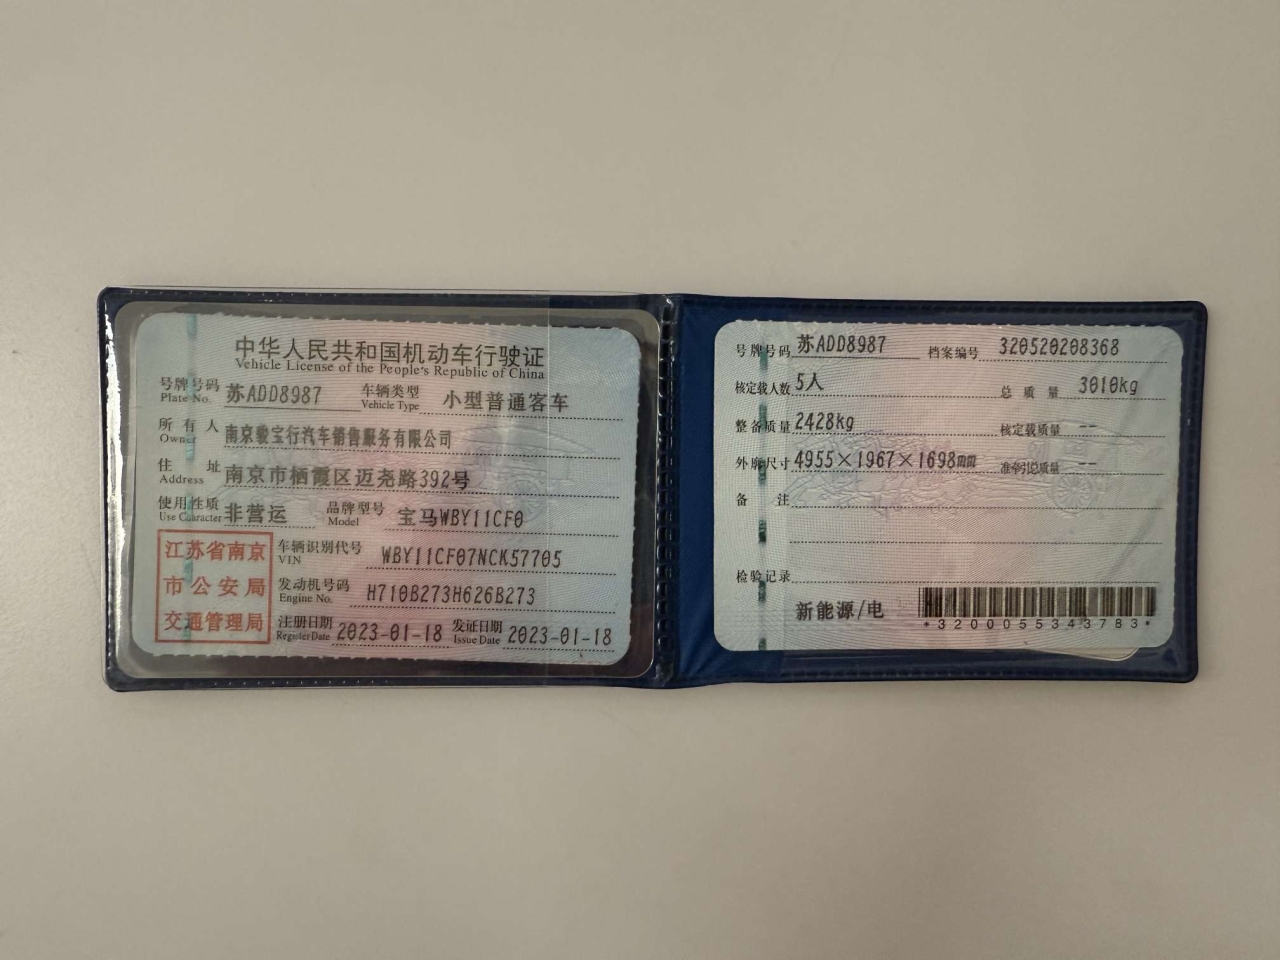 中华人民共和国机动车行驶证
Vehicle License of the People's Republic of China
号牌号码 苏ADD8987 车辆类型 小型普通客车
Plate No. Vehicle Type
所有人 南京骏宝行汽车销售服务有限公司
Owner
住址 南京市栖霞区迈尧路392号
Address
使用性质 非营运 品牌型号 宝马WBY11CF0
Use Character Model
江苏省南京
市公安局
交通管理局
车辆识别代号 WBY11CF07NCK57705
VIN
发动机号码 H710B273H626B273
Engine No.
注册日期 2023-01-18 发证日期 2023-01-18
Register Date Issue Date
号牌号码 苏ADD8987 档案编号 320520208368
核定载人数 5人 总质量 3010kg
整备质量 2428kg 核定载质量 --
外廓尺寸 4955×1967×1698mm 准牵引总质量 --
备注
检验记录
新能源/电
*3200055343783*